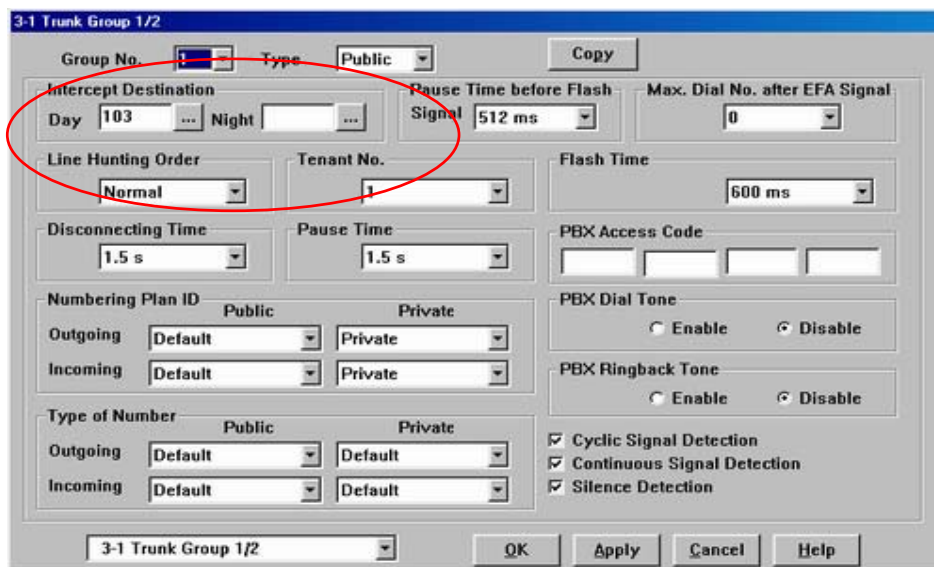 3-1 Trunk Group 1/2
Group No. 1 Type Public Copy
Intercept Destination
Day 103 ... Night ...
Pause Time before Flash
Signal 512 ms
Max. Dial No. after EFA Signal
0
Line Hunting Order
Normal
Tenant No.
1
Flash Time
600 ms
Disconnecting Time
1.5 s
Pause Time
1.5 s
PBX Access Code
Numbering Plan ID
Public Private
Outgoing Default Private
Incoming Default Private
PBX Dial Tone
Enable Disable
PBX Ringback Tone
Enable Disable
Type of Number
Public Private
Outgoing Default Default
Incoming Default Default
Cyclic Signal Detection
Continuous Signal Detection
Silence Detection
3-1 Trunk Group 1/2 OK Apply Cancel Help